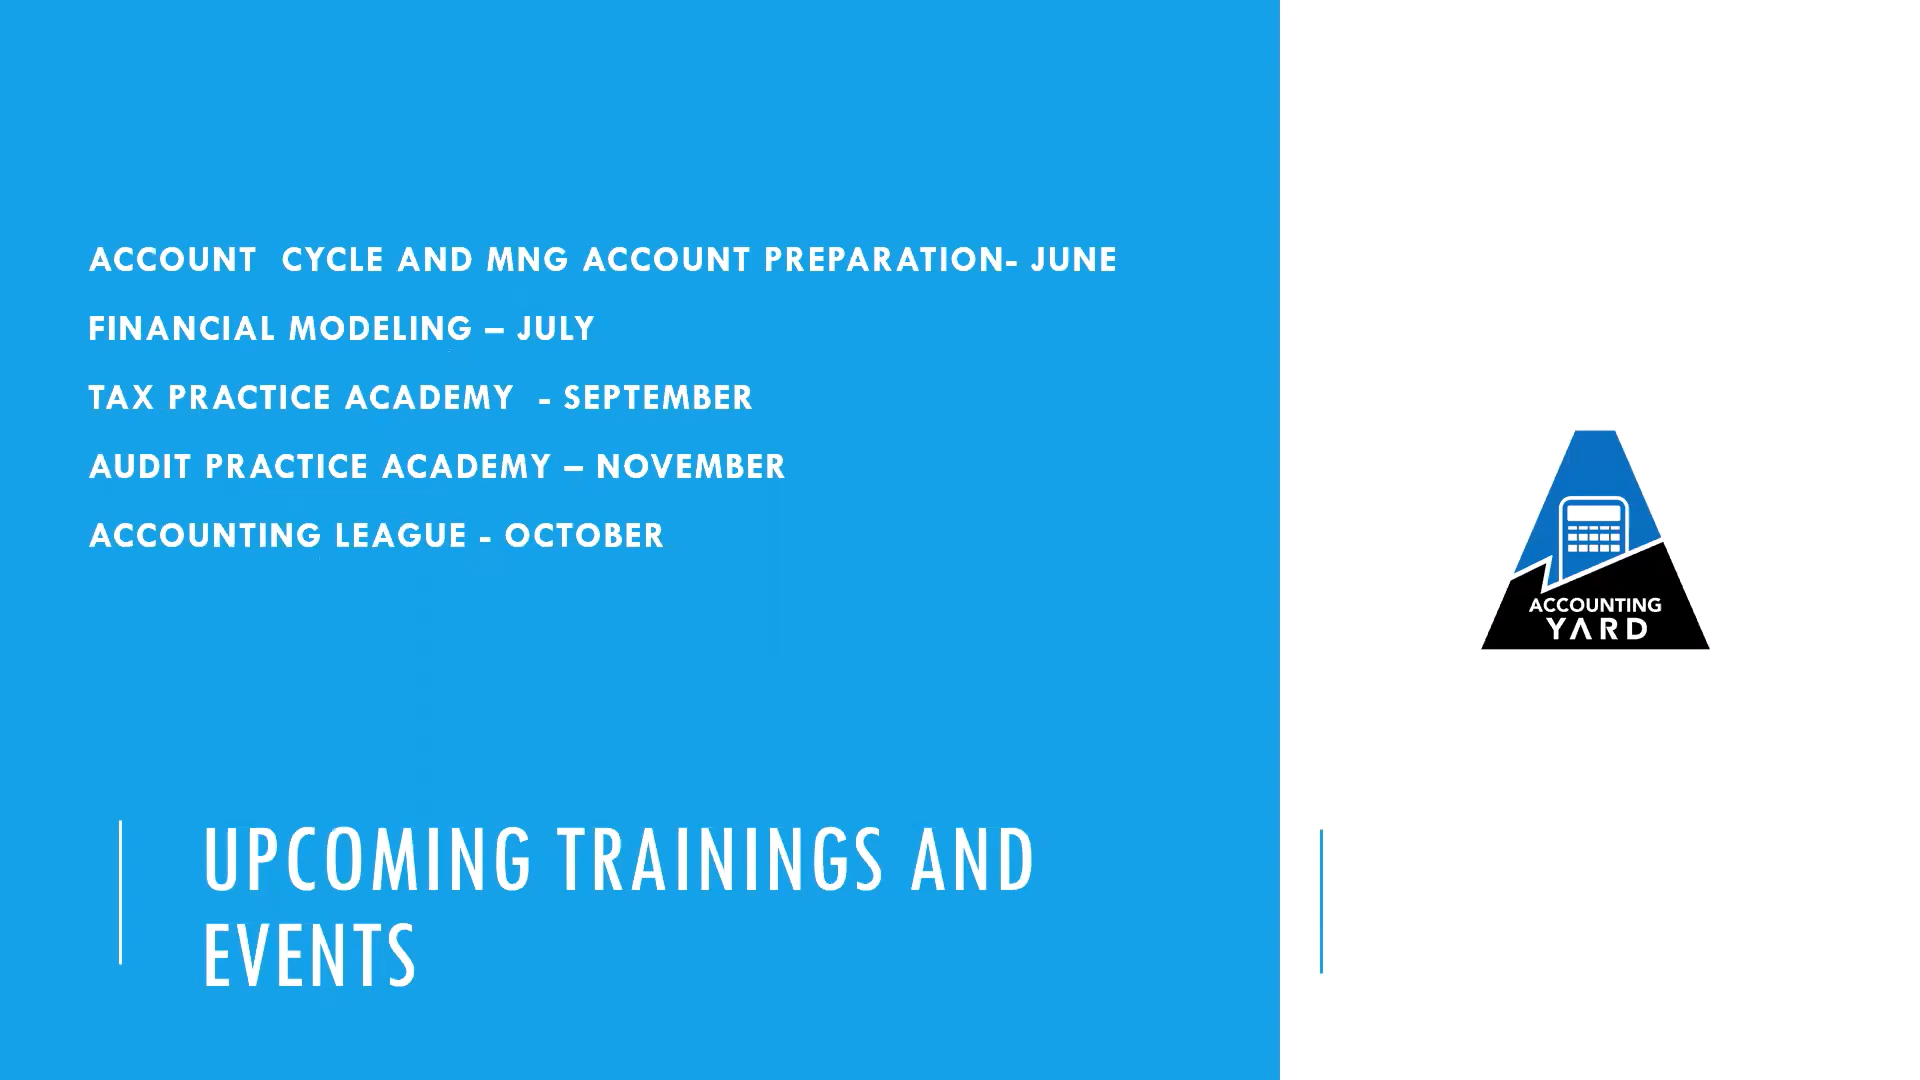 ACCOUNT  CYCLE AND MNG ACCOUNT PREPARATION- JUNE
FINANCIAL MODELING – JULY
TAX PRACTICE ACADEMY  - SEPTEMBER
AUDIT PRACTICE ACADEMY – NOVEMBER
ACCOUNTING LEAGUE - OCTOBER
UPCOMING TRAININGS AND
EVENTS
ACCOUNTING
YARD